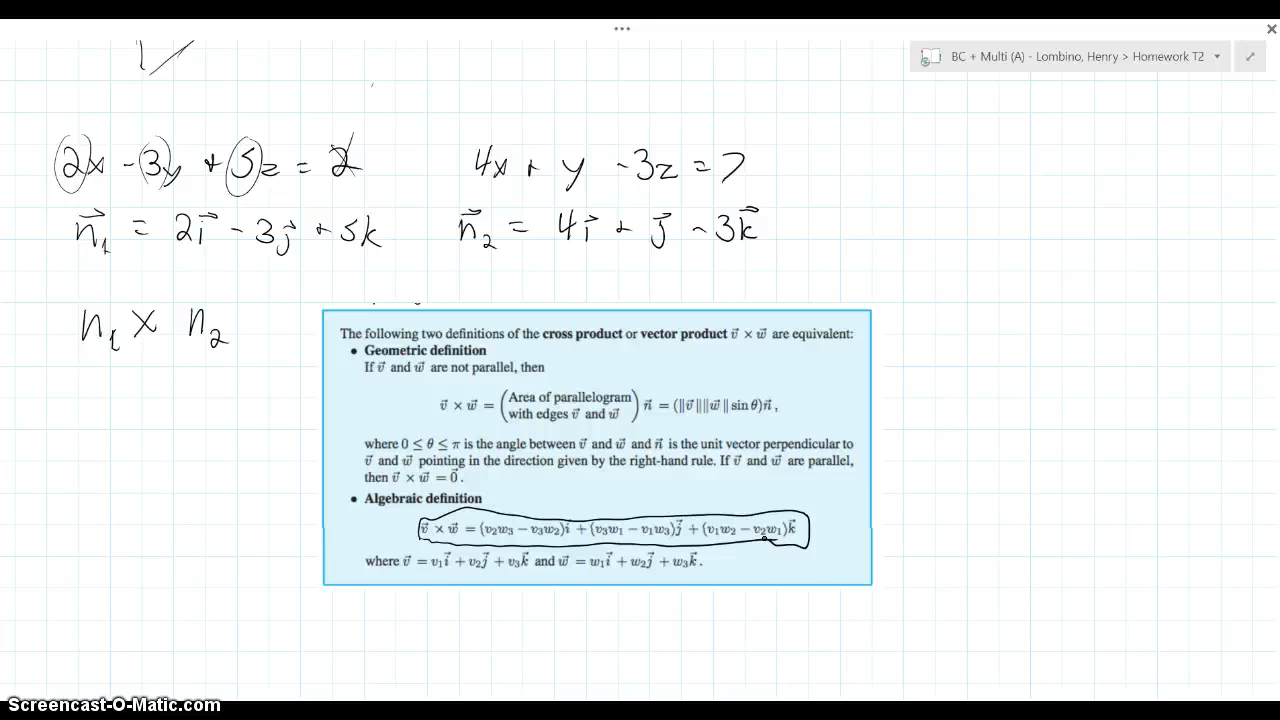 BC + Multi (A) - Lombino, Henry > Homework T2
2x - 3y + 5z = 2 4x + y - 3z = 7
n⃗₁ = 2i⃗ - 3j⃗ + 5k n⃗₂ = 4i⃗ + j⃗ - 3k⃗
n₁ × n₂
The following two definitions of the cross product or vector product v⃗ × w⃗ are equivalent:
• Geometric definition
If v⃗ and w⃗ are not parallel, then
v⃗ × w⃗ = (Area of parallelogram with edges v⃗ and w⃗) n⃗ = (‖v⃗‖‖w⃗‖ sin θ)n⃗,
where 0 ≤ θ ≤ π is the angle between v⃗ and w⃗ and n⃗ is the unit vector perpendicular to
v⃗ and w⃗ pointing in the direction given by the right-hand rule. If v⃗ and w⃗ are parallel,
then v⃗ × w⃗ = 0⃗.
• Algebraic definition
v⃗ × w⃗ = (v₂w₃ − v₃w₂)i⃗ + (v₃w₁ − v₁w₃)j⃗ + (v₁w₂ − v₂w₁)k⃗
where v⃗ = v₁i⃗ + v₂j⃗ + v₃k⃗ and w⃗ = w₁i⃗ + w₂j⃗ + w₃k⃗.
Screencast-O-Matic.com